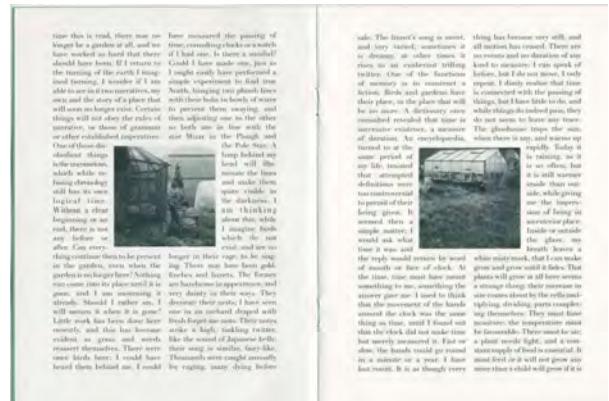 time this is read, there may no
longer be a garden at all, and we
have worked so hard that there
should have been. If I return to
the turning of the earth I imag-
ined turning, I wonder if I am
able to see in it two narratives, my
own and the story of a place that
will soon no longer exist. Certain
things will not obey the rules of
narrative, or those of grammar
or other established imperatives.
One of those dis-
obedient things
is the
which while re-
fusing chronology
still has its own
logical time.
Without a clear
beginning or an
end, there is not
any before or
after. Can every-
thing continue then to be present
in the garden, even when the
garden is no longer here? Nothing
can come into its place until it is
gone, and I am mourning it
already. Should I rather say, I
will mourn it when it is gone?
Little work has been done here
recently, and this has become
evident as grass and weeds
reassert themselves. There were
once birds here; I could have
heard them behind me. I could
have measured the passing of
time, consulting clocks or a watch
if I had one. Is there a sundial?
Could I have made one, just as
I might easily have performed a
simple experiment to find true
North, hanging two plumb lines
with their bobs in bowls of water
to prevent them swaying, and
then adjusting one to the other
so both are in line with the
star Mizar in the Plough and
the Pole Star. A
lamp behind my
head will illu-
minate the lines
and make them
quite visible in
the darkness. I
am thinking
about this, while
I imagine birds
which do not
exist, and are no
longer in their cage, to be sing-
ing. There may have been gold-
finches and linnets. The former
are handsome in appearance, and
very dainty in their ways. They
decorate their nests; I have seen
one in an orchard draped with
fresh forget-me-nots. Their notes
strike a high, tinkling twitter,
like the sound of Japanese bells;
their song is similar, fairy-like.
Thousands were caught annually
by caging, many dying before
sale. The linnet's song is sweet,
and very varied; sometimes it
is dreamy, at other times it
rises to an exuberant trilling
twitter. One of the functions
of memory is to construct a
fiction. Birds and gardens have
their place, in the place that will
be no more. A dictionary once
consulted revealed that time is
successive existence, a measure
of duration. An encyclopaedia,
turned to at the
same period of
my life, insisted
that attempted
definitions were
too controversial
to permit of their
being given. It
seemed then a
simple matter; I
would ask what
time it was and
the reply would return by word
of mouth or face of clock. At
the time, time must have meant
something to me, something the
answer gave me. I used to think
that the movement of the hands
around the clock was the same
thing as time, until I found out
that the clock did not make time
but merely measured it. Fast or
slow, the hands could go round
in a minute or a year. I have
lost count. It is as though every
thing has become very still, and
all motion has ceased. There are
no events and no duration of any
kind to measure; I can speak of
before, but I do not move, I only
repeat. I dimly realise that time
is connected with the passing of
things, but I have little to do, and
while things do indeed pass, they
do not seem to leave any trace.
The glasshouse traps the sun,
when there is any, and warms up
rapidly. Today it
is raining, as it
is so often, but
it is still warmer
inside than out-
side, while giving
me the impres-
sion of being in
an exterior place.
Inside or outside
the glass, my
breath leaves a
white misty mark, that I can make
grow and grow until it fades. That
plants will grow at all here seems
a strange thing; their increase in
size comes about by the cells mul-
tiplying, dividing, parts complet-
ing themselves. They must have
moisture; the temperature must
be favourable. There must be air;
a plant needs light, and a con-
stant supply of food is essential. It
must feed or it will not grow any
more than a child will grow if it is